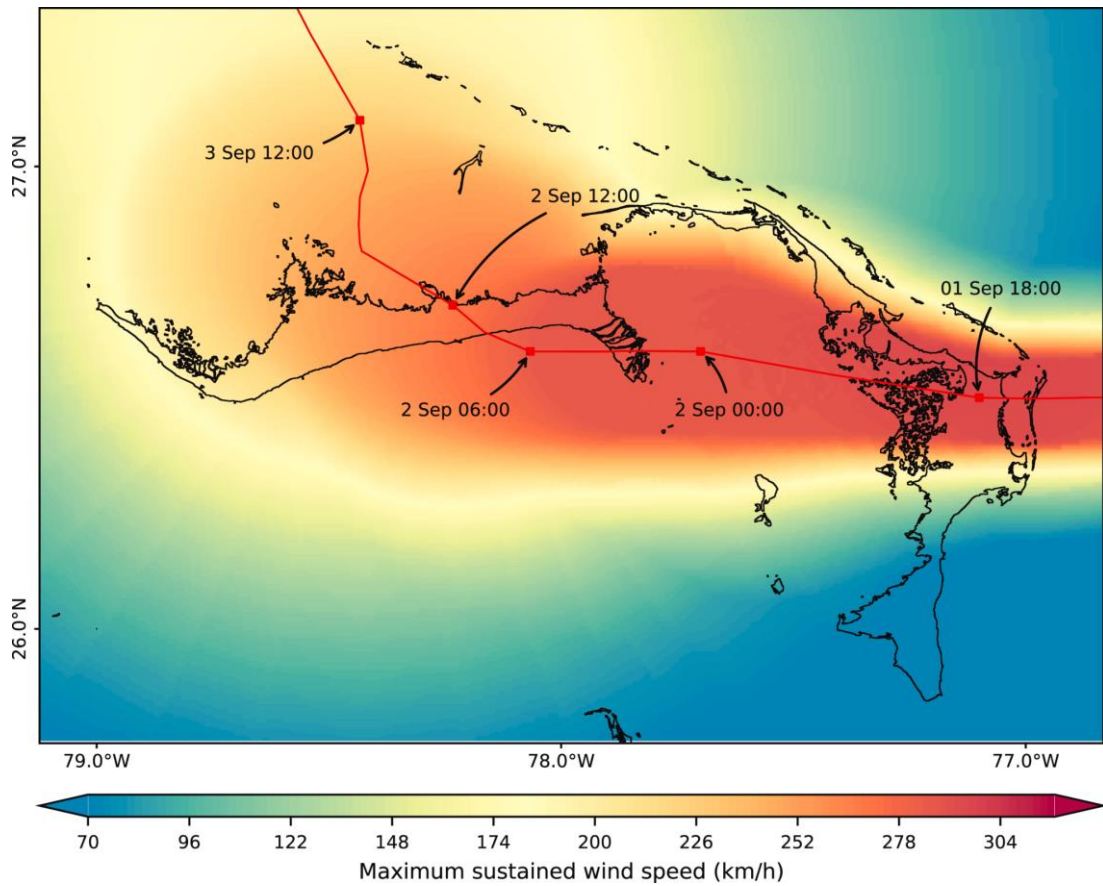 3 Sep 12:00
2 Sep 12:00
01 Sep 18:00
2 Sep 06:00
2 Sep 00:00
27.0°N
26.0°N
79.0°W
78.0°W
77.0°W
70
96
122
148
174
200
226
252
278
304
Maximum sustained wind speed (km/h)